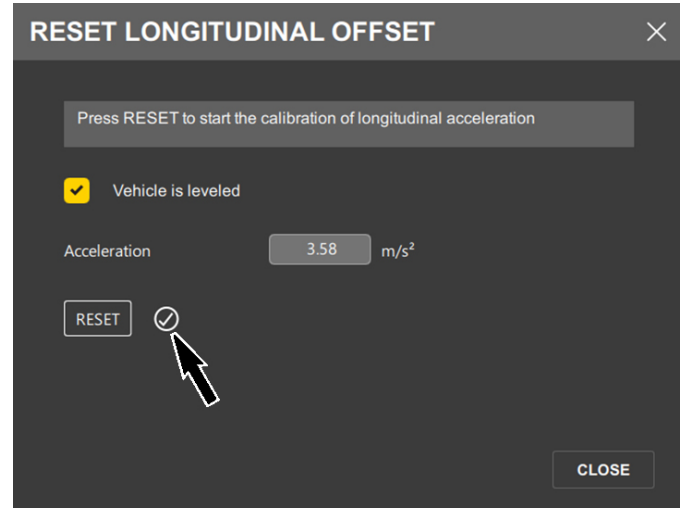 RESET LONGITUDINAL OFFSET
Press RESET to start the calibration of longitudinal acceleration
Vehicle is leveled
Acceleration 3.58 m/s²
RESET
CLOSE